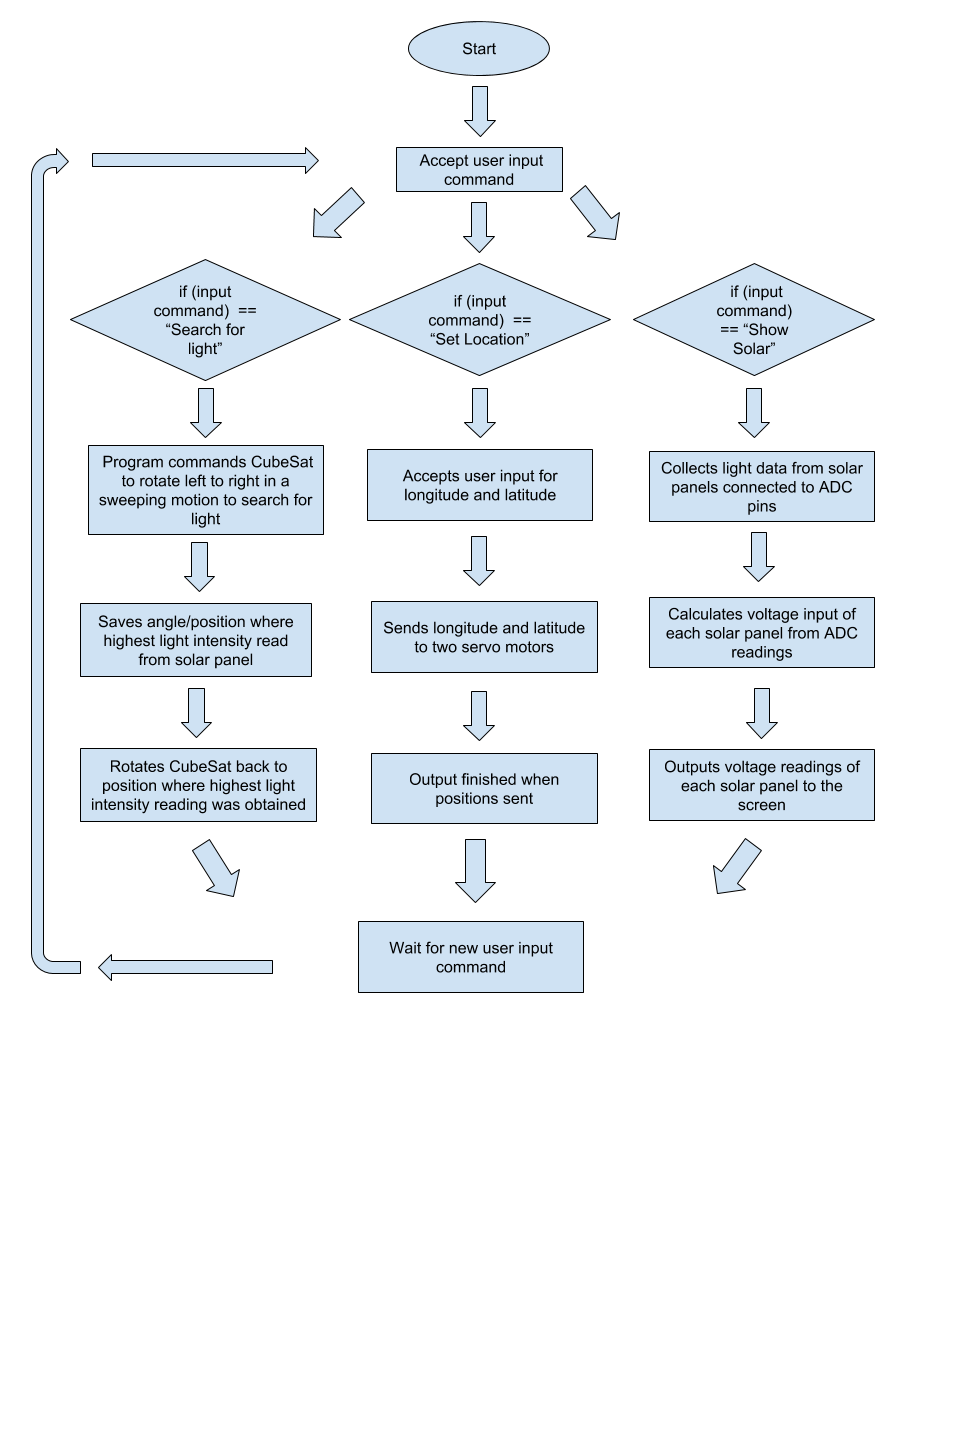 Start
Accept user input
command
if (input
command)  ==
“Search for
light”
if (input
command)  ==
“Set Location”
if (input
command)
== “Show
Solar”
Program commands CubeSat
to rotate left to right in a
sweeping motion to search for
light
Accepts user input for
longitude and latitude
Collects light data from solar
panels connected to ADC
pins
Saves angle/position where
highest light intensity read
from solar panel
Sends longitude and latitude
to two servo motors
Calculates voltage input of
each solar panel from ADC
readings
Rotates CubeSat back to
position where highest light
intensity reading was obtained
Output finished when
positions sent
Outputs voltage readings of
each solar panel to the
screen
Wait for new user input
command